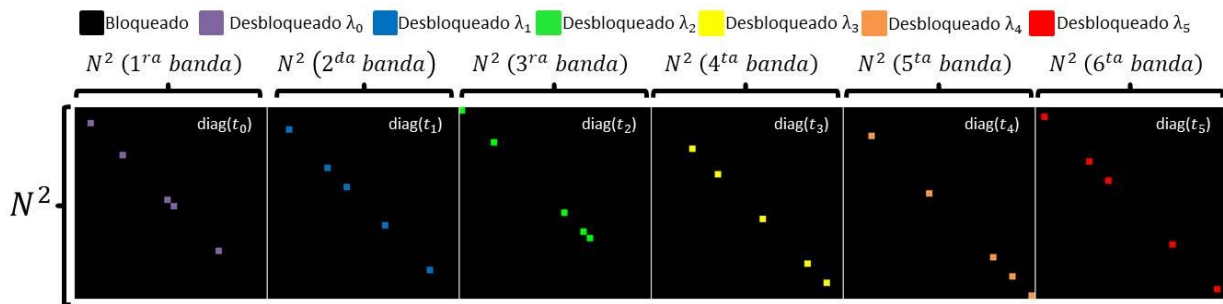 Bloqueado Desbloqueado λ₀ Desbloqueado λ₁ Desbloqueado λ₂ Desbloqueado λ₃ Desbloqueado λ₄ Desbloqueado λ₅
N² (1ʳᵃ banda) N² (2ᵈᵃ banda) N² (3ʳᵃ banda) N² (4ᵗᵃ banda) N² (5ᵗᵃ banda) N² (6ᵗᵃ banda)
diag(t₀) diag(t₁) diag(t₂) diag(t₃) diag(t₄) diag(t₅)
N²